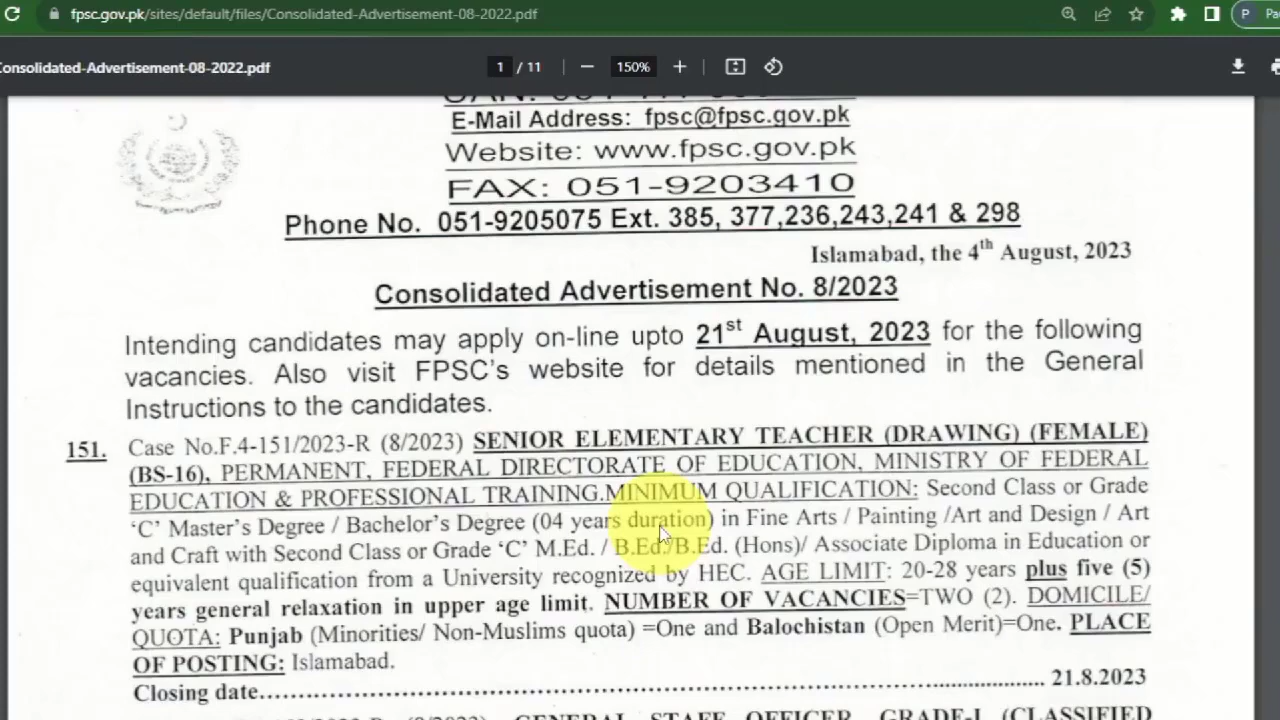 fpsc.gov.pk/sites/default/files/Consolidated-Advertisement-08-2022.pdf
P
Consolidated-Advertisement-08-2022.pdf 1 / 11 — 150% +
E-Mail Address: fpsc@fpsc.gov.pk
Website: www.fpsc.gov.pk
FAX: 051-9203410
Phone No. 051-9205075 Ext. 385, 377,236,243,241 & 298
Islamabad, the 4th August, 2023
Consolidated Advertisement No. 8/2023
Intending candidates may apply on-line upto 21st August, 2023 for the following
vacancies. Also visit FPSC's website for details mentioned in the General
Instructions to the candidates.
151. Case No.F.4-151/2023-R (8/2023) SENIOR ELEMENTARY TEACHER (DRAWING) (FEMALE)
(BS-16), PERMANENT, FEDERAL DIRECTORATE OF EDUCATION, MINISTRY OF FEDERAL
EDUCATION & PROFESSIONAL TRAINING.MINIMUM QUALIFICATION: Second Class or Grade
'C' Master's Degree / Bachelor's Degree (04 years duration) in Fine Arts / Painting /Art and Design / Art
and Craft with Second Class or Grade 'C' M.Ed. / B.Ed./B.Ed. (Hons)/ Associate Diploma in Education or
equivalent qualification from a University recognized by HEC. AGE LIMIT: 20-28 years plus five (5)
years general relaxation in upper age limit. NUMBER OF VACANCIES=TWO (2). DOMICILE/
QUOTA: Punjab (Minorities/ Non-Muslims quota) =One and Balochistan (Open Merit)=One. PLACE
OF POSTING: Islamabad.
Closing date........................................................................................................ 21.8.2023
GENERAL STAFF OFFICER GRADE-I (CLASSIFIED